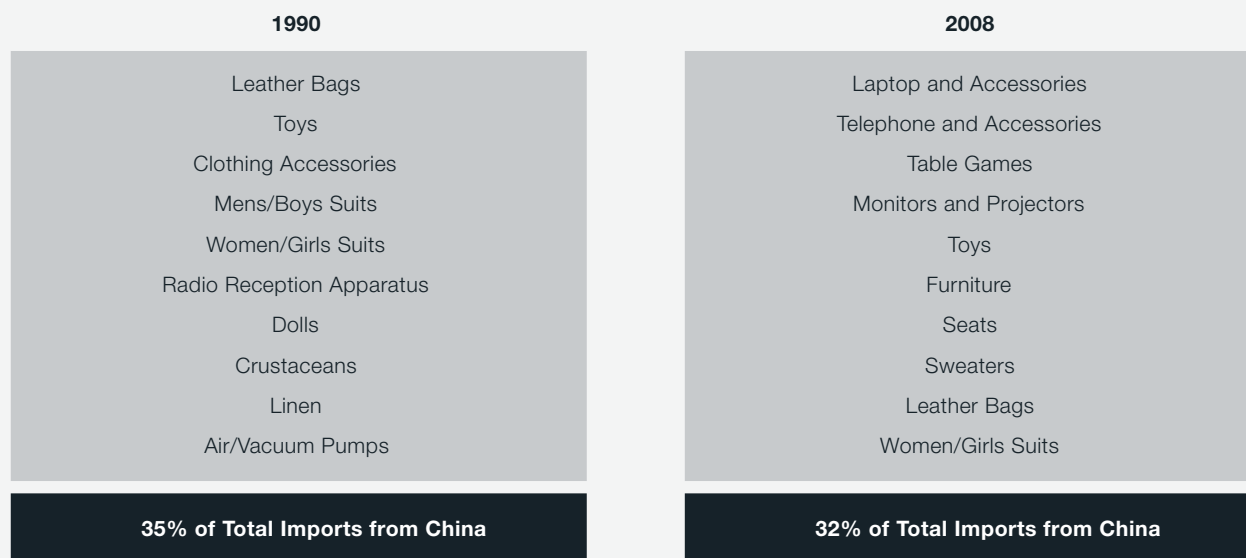 1990
Leather Bags
Toys
Clothing Accessories
Mens/Boys Suits
Women/Girls Suits
Radio Reception Apparatus
Dolls
Crustaceans
Linen
Air/Vacuum Pumps
35% of Total Imports from China
2008
Laptop and Accessories
Telephone and Accessories
Table Games
Monitors and Projectors
Toys
Furniture
Seats
Sweaters
Leather Bags
Women/Girls Suits
32% of Total Imports from China